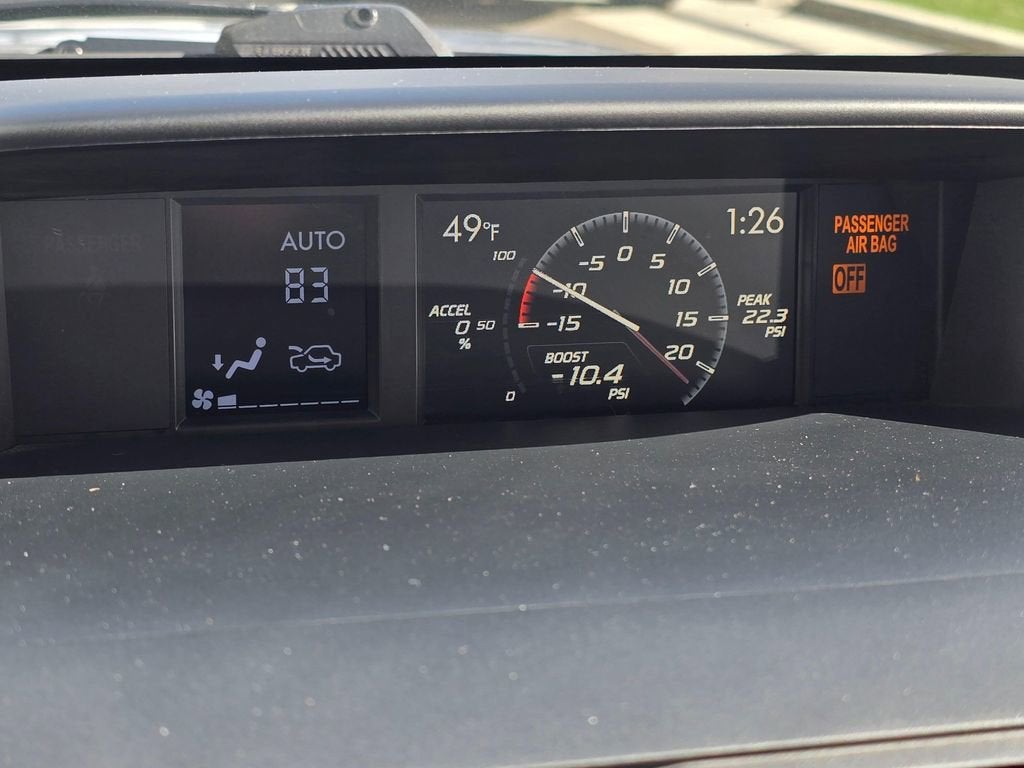 AUTO
83
49°F
1:26
100
50
0
ACCEL
0
%
-15
-10
-5
0
5
10
15
20
BOOST
-10.4
PSI
PEAK
22.3
PSI
PASSENGER
AIR BAG
OFF
PASSENGER